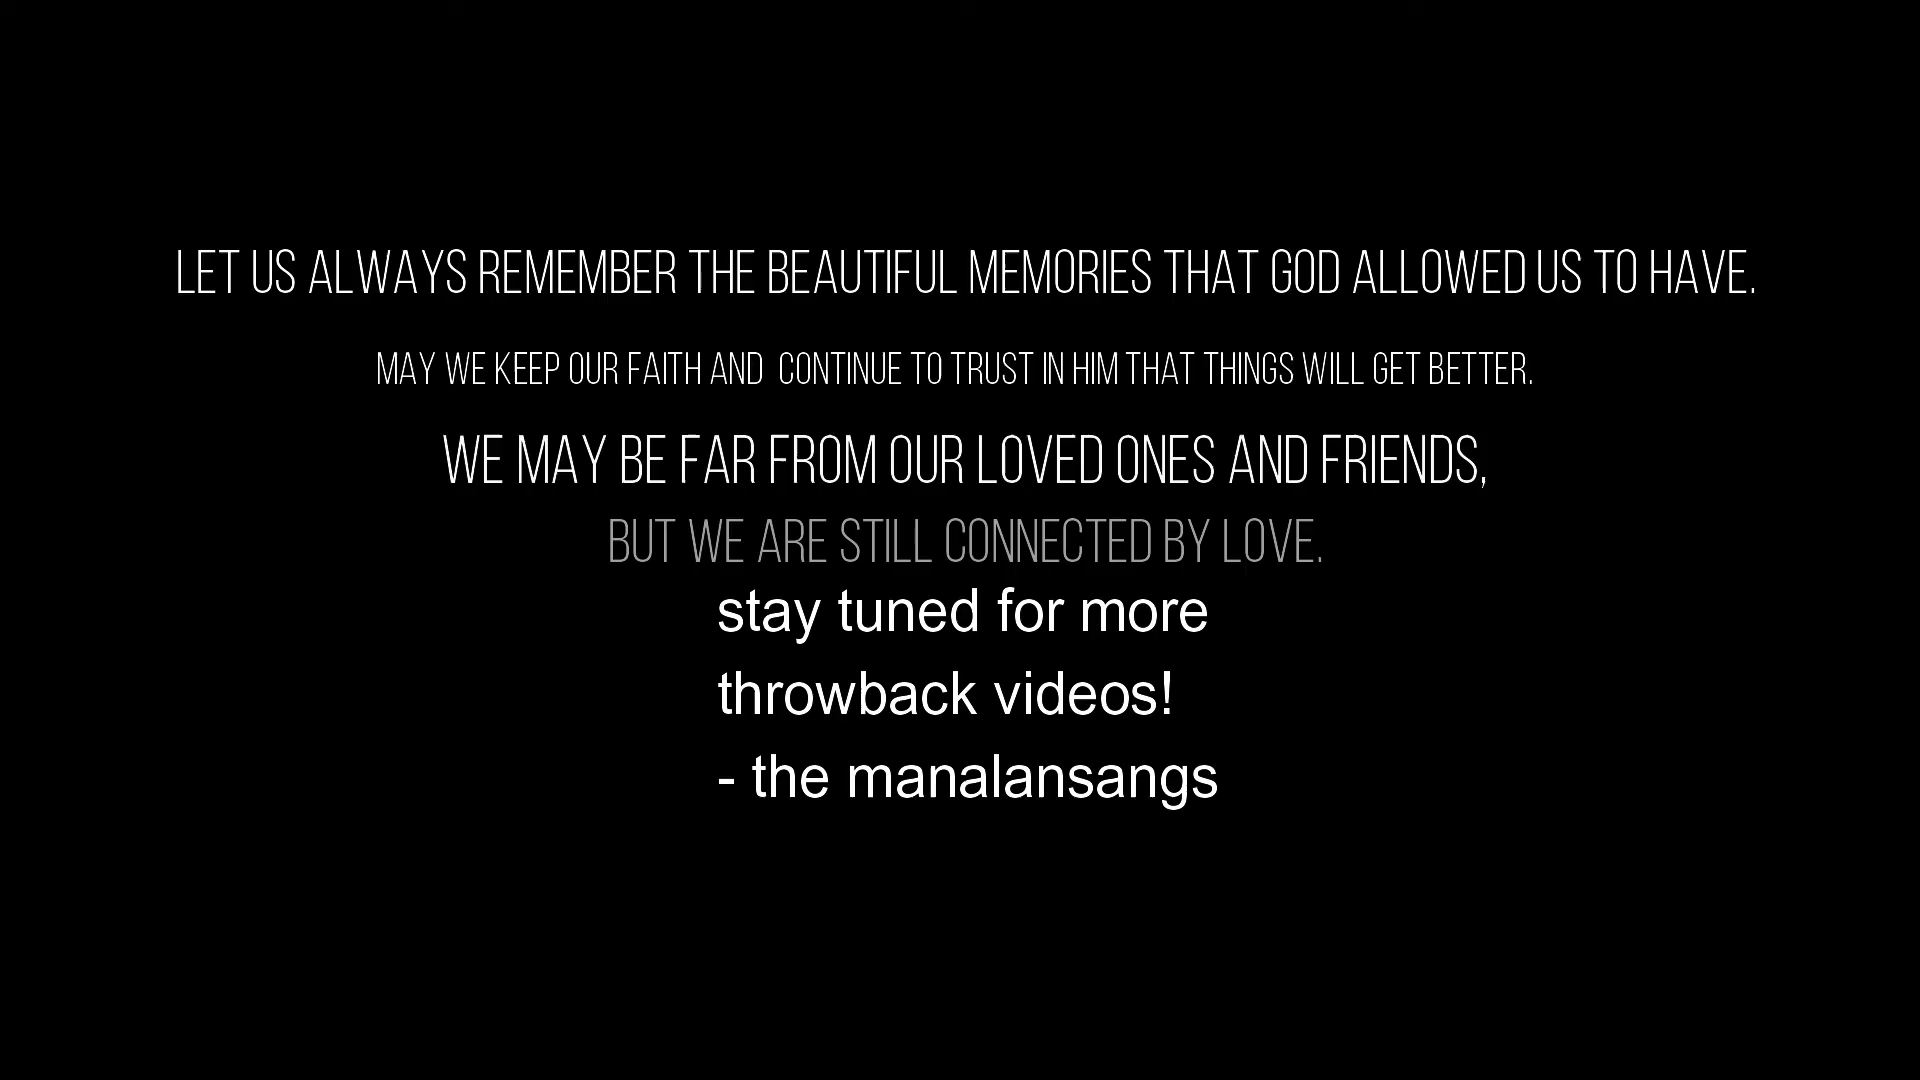 LET US ALWAYS REMEMBER THE BEAUTIFUL MEMORIES THAT GOD ALLOWED US TO HAVE.
MAY WE KEEP OUR FAITH AND  CONTINUE TO TRUST IN HIM THAT THINGS WILL GET BETTER.
WE MAY BE FAR FROM OUR LOVED ONES AND FRIENDS,
BUT WE ARE STILL CONNECTED BY LOVE.
stay tuned for more
throwback videos!
- the manalansangs